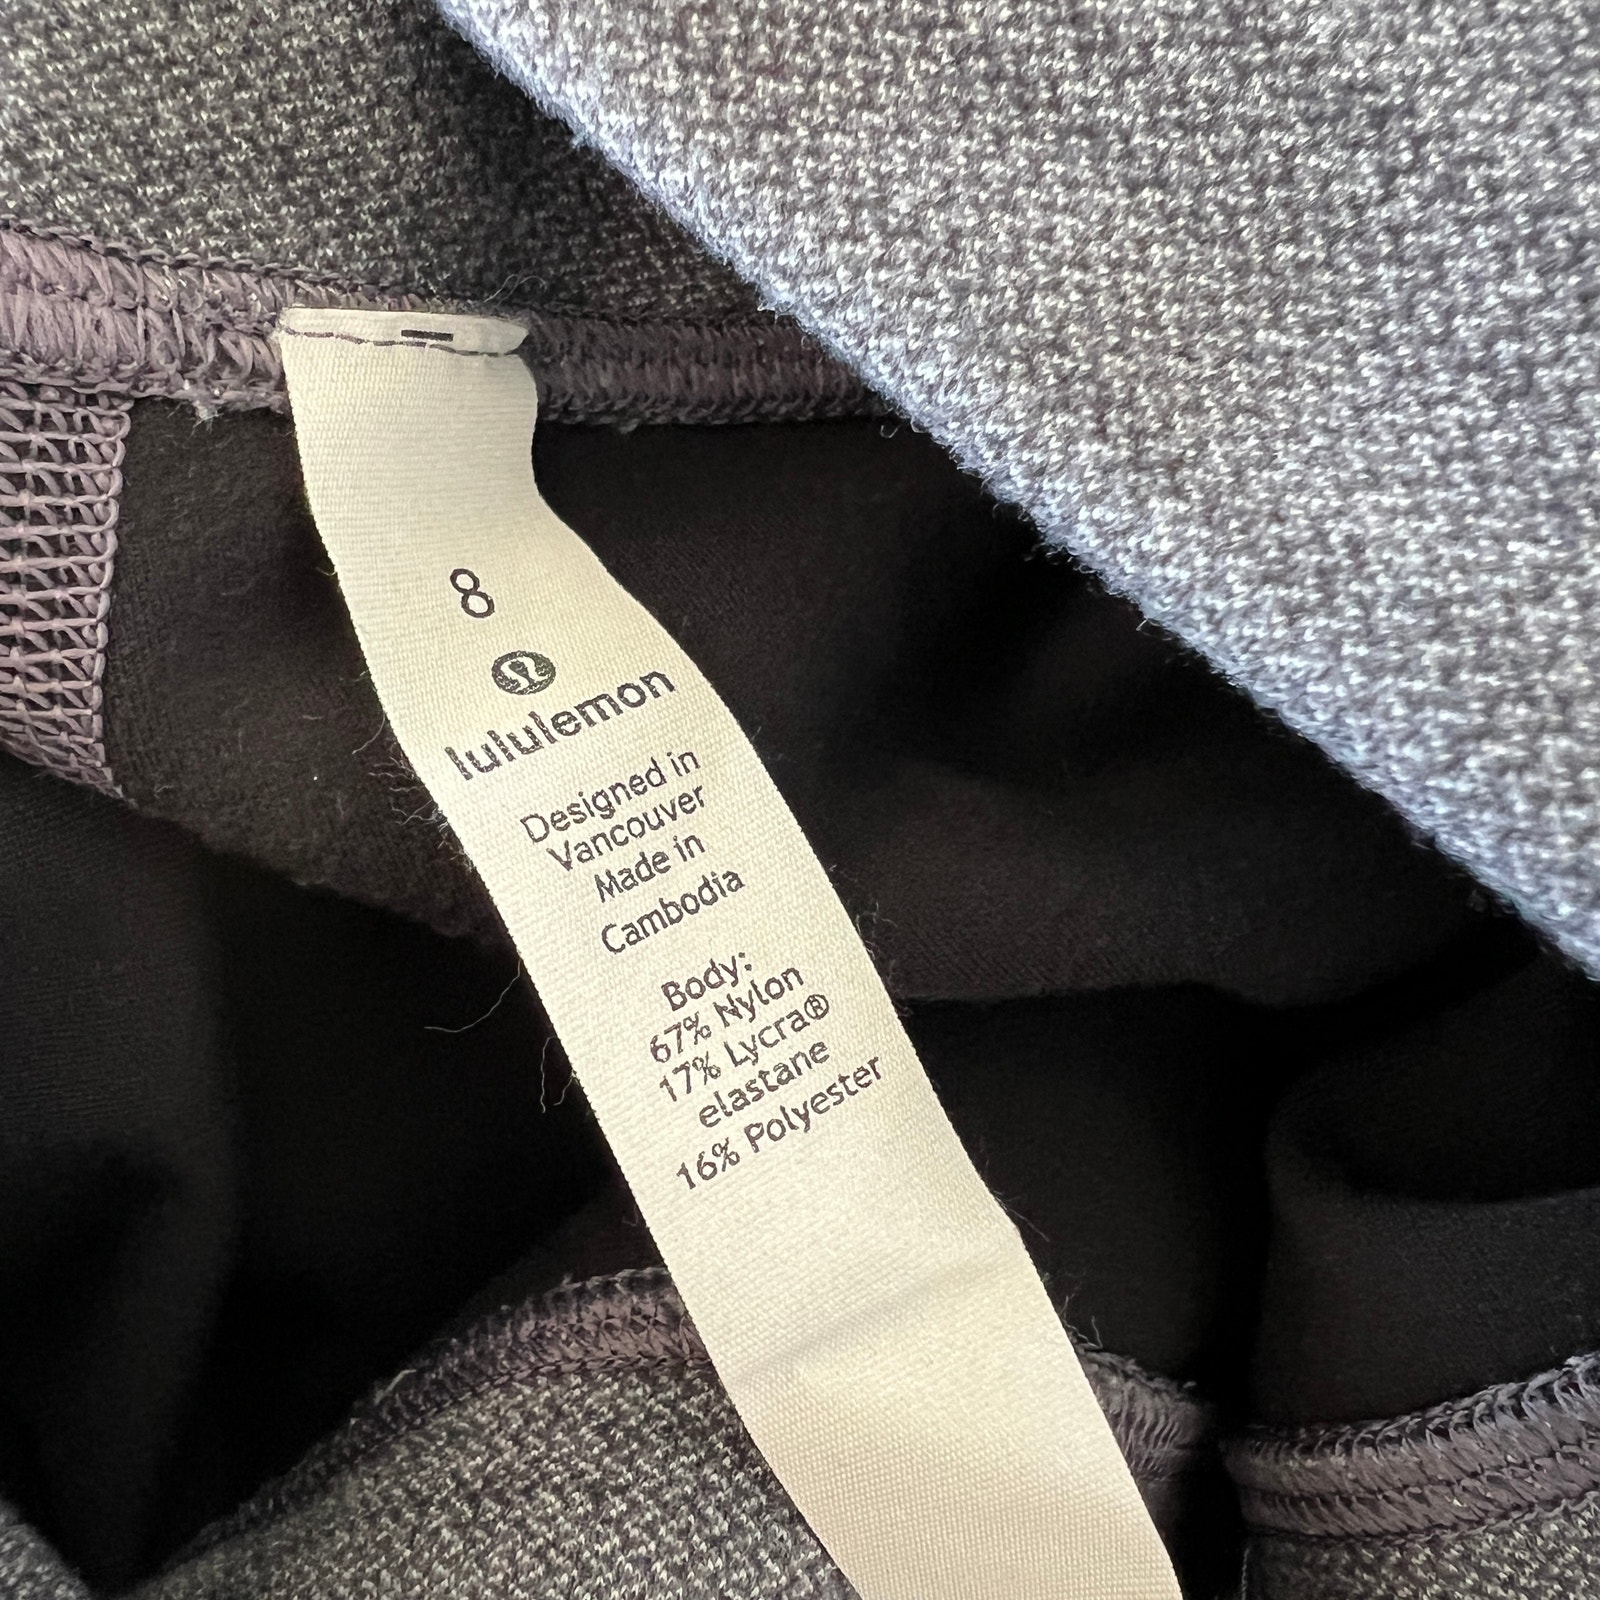 8
lululemon
Designed in
Vancouver
Made in
Cambodia
Body:
67% Nylon
17% Lycra®
elastane
16% Polyester